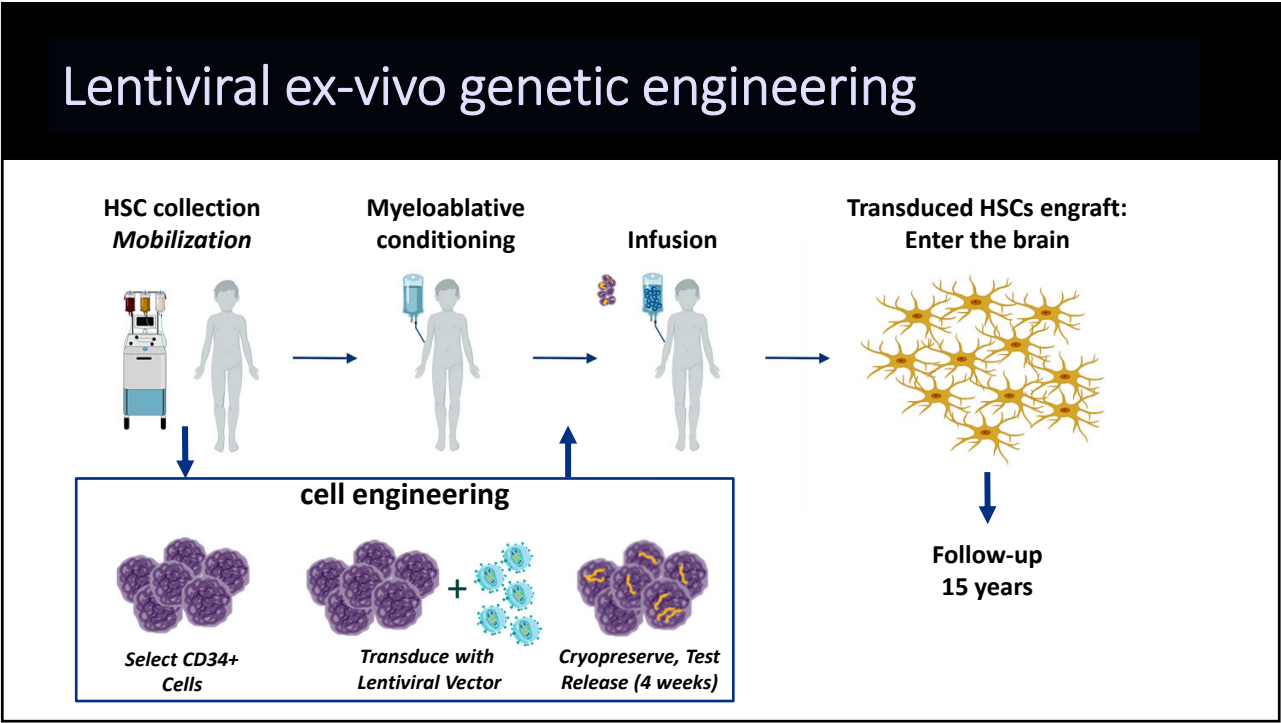 Lentiviral ex-vivo genetic engineering
HSC collection
Mobilization
Myeloablative
conditioning
Infusion
Transduced HSCs engraft:
Enter the brain
cell engineering
+
Select CD34+
Cells
Transduce with
Lentiviral Vector
Cryopreserve, Test
Release (4 weeks)
Follow-up
15 years